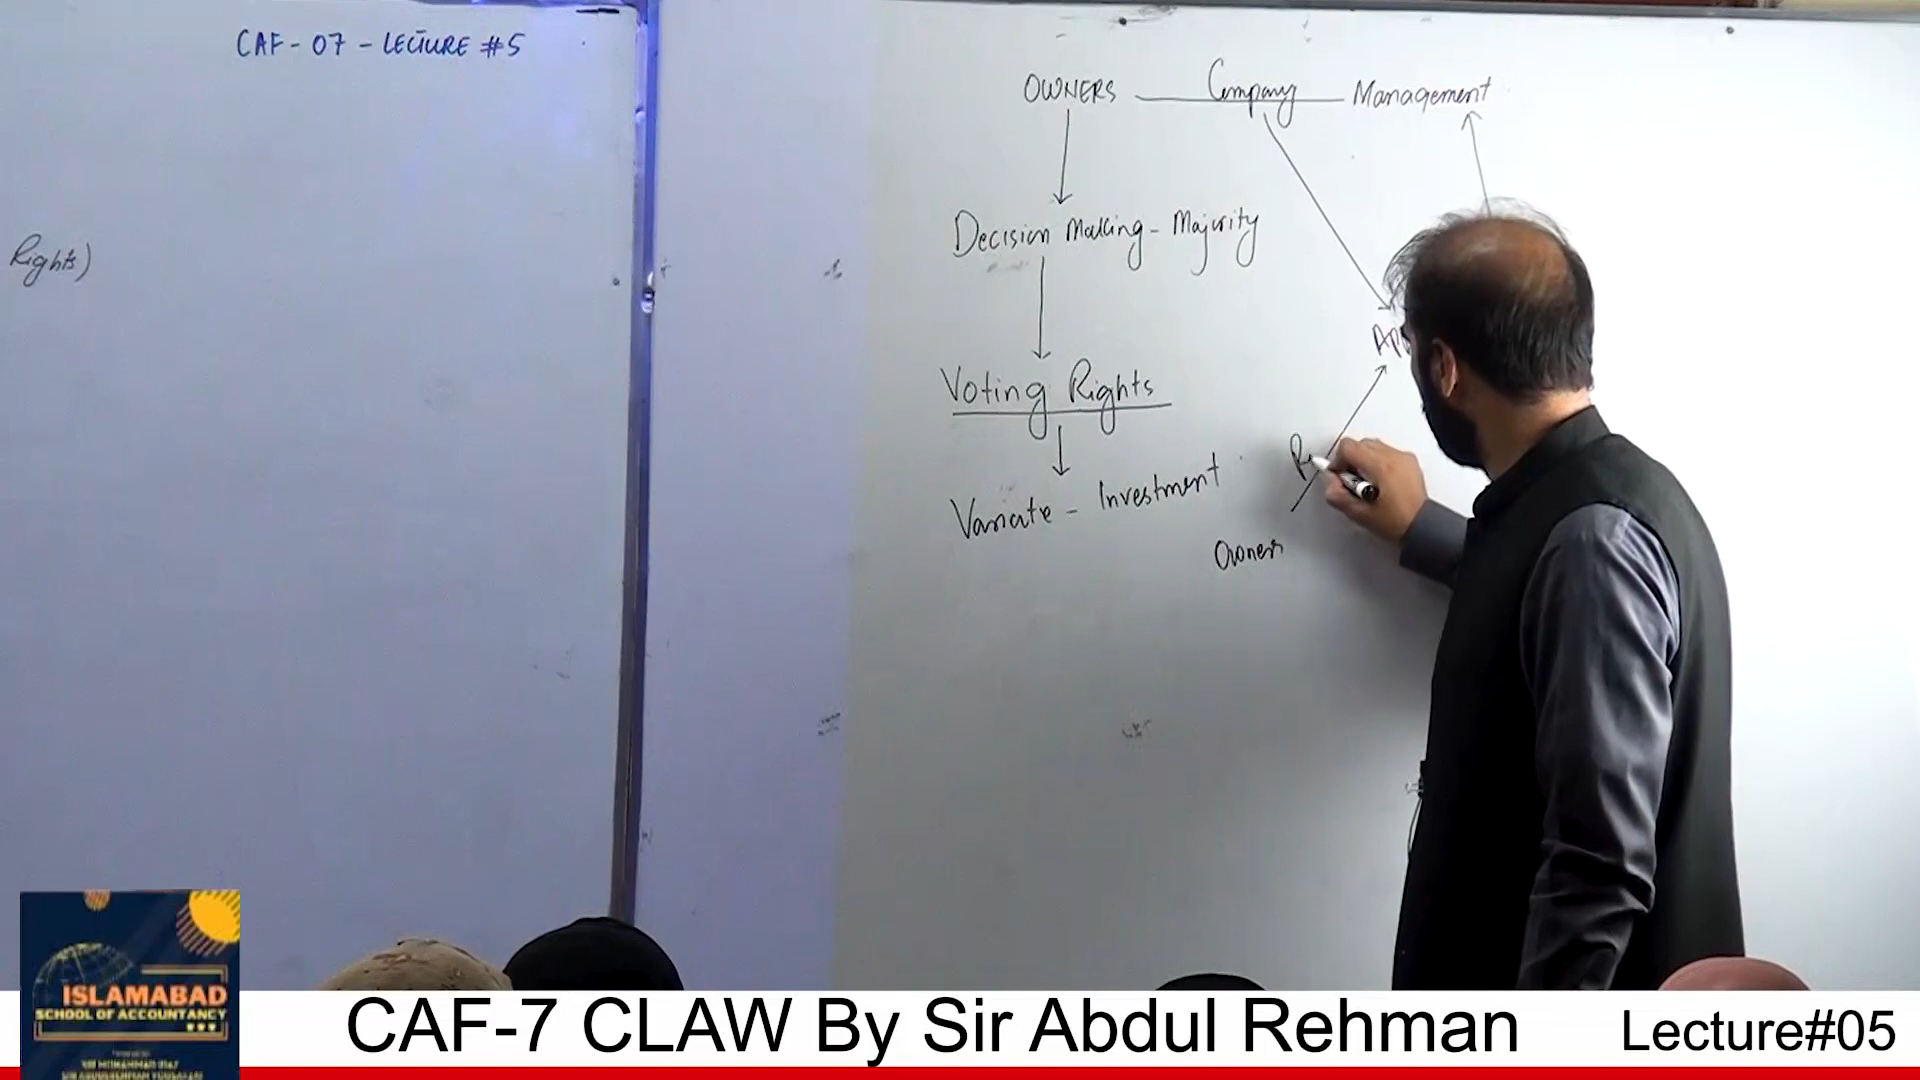 CAF - 07 - LECTURE #5
Rights)
OWNERS Company Management
Decision Making - Majority
Voting Rights
Variate - Investment
Owners
ISLAMABAD
SCHOOL OF ACCOUNTANCY
CAF-7 CLAW By Sir Abdul Rehman
Lecture#05